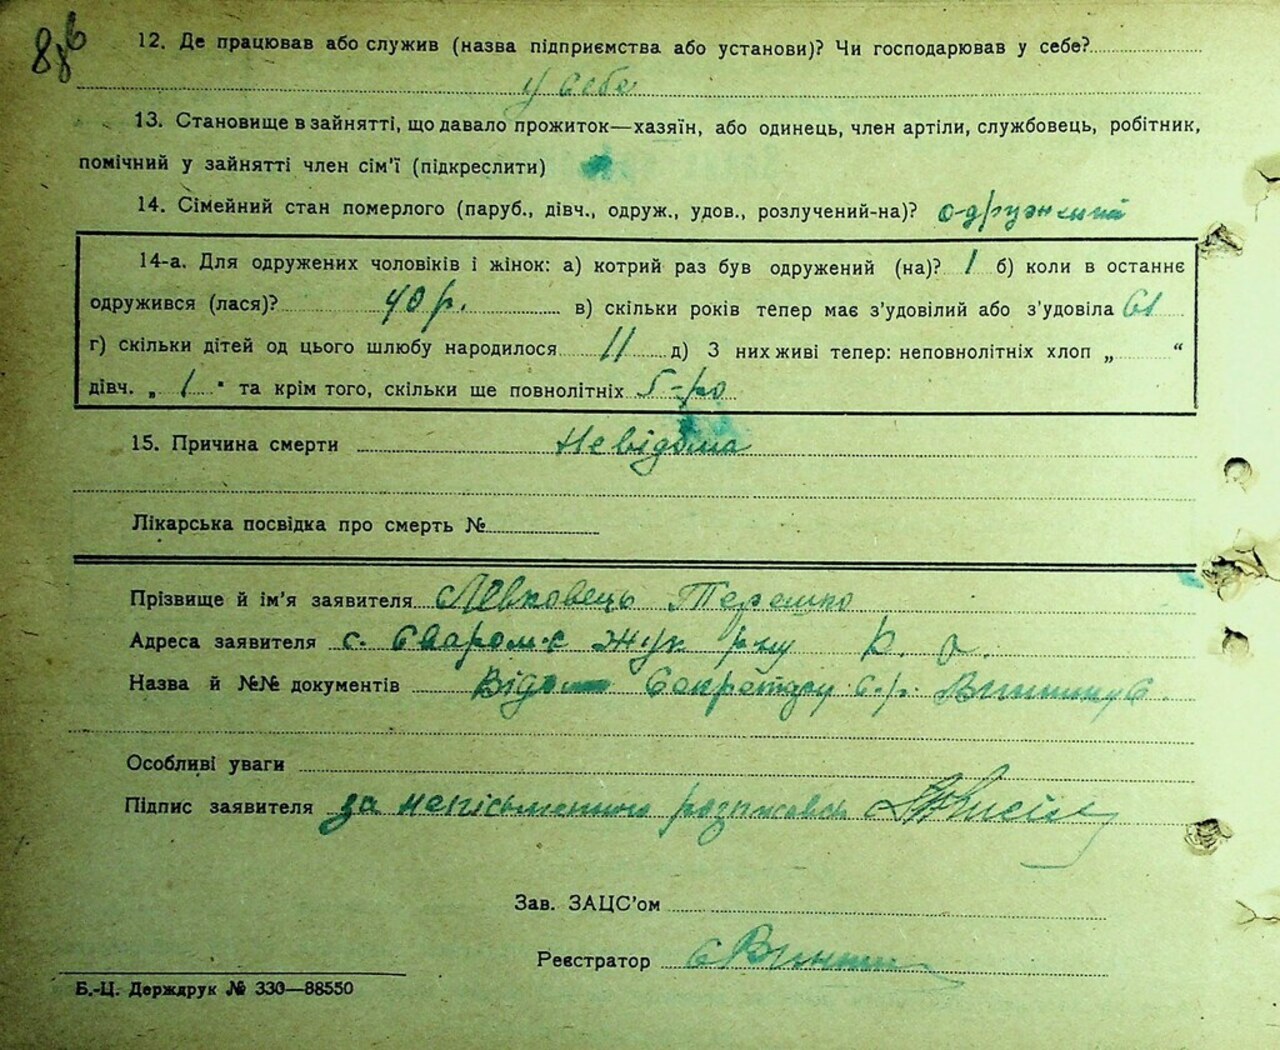 12. Де працював або служив (назва підприємства або установи)? Чи господарював у себе?
у себе
13. Становище в зайнятті, що давало прожиток—хазяїн, або одинець, член артілі, службовець, робітник,
помічний у зайнятті член сім'ї (підкреслити)
14. Сімейний стан померлого (паруб., дівч., одруж., удов., розлучений-на)? одружений
14-а. Для одружених чоловіків і жінок: а) котрий раз був одружений (на)? 1 б) коли в останнє
одружився (лася)? 40 р. в) скільки років тепер має з'удовілий або з'удовіла 61
г) скільки дітей од цього шлюбу народилося 11 д) З них живі тепер: неповнолітніх хлоп „ “
дівч. „ 1 " та крім того, скільки ще повнолітніх 5-ро
15. Причина смерти Невідома
Лікарська посвідка про смерть №
Прізвище й ім'я заявителя Левковець Терешко
Адреса заявителя с. Сваром'є р-ну К. о.
Назва й №№ документів Секретару с.р.
Особливі уваги
Підпис заявителя за неписьменного розписався
Зав. ЗАЦС'ом
Реєстратор
Б.-Ц. Держдрук № 330—88550